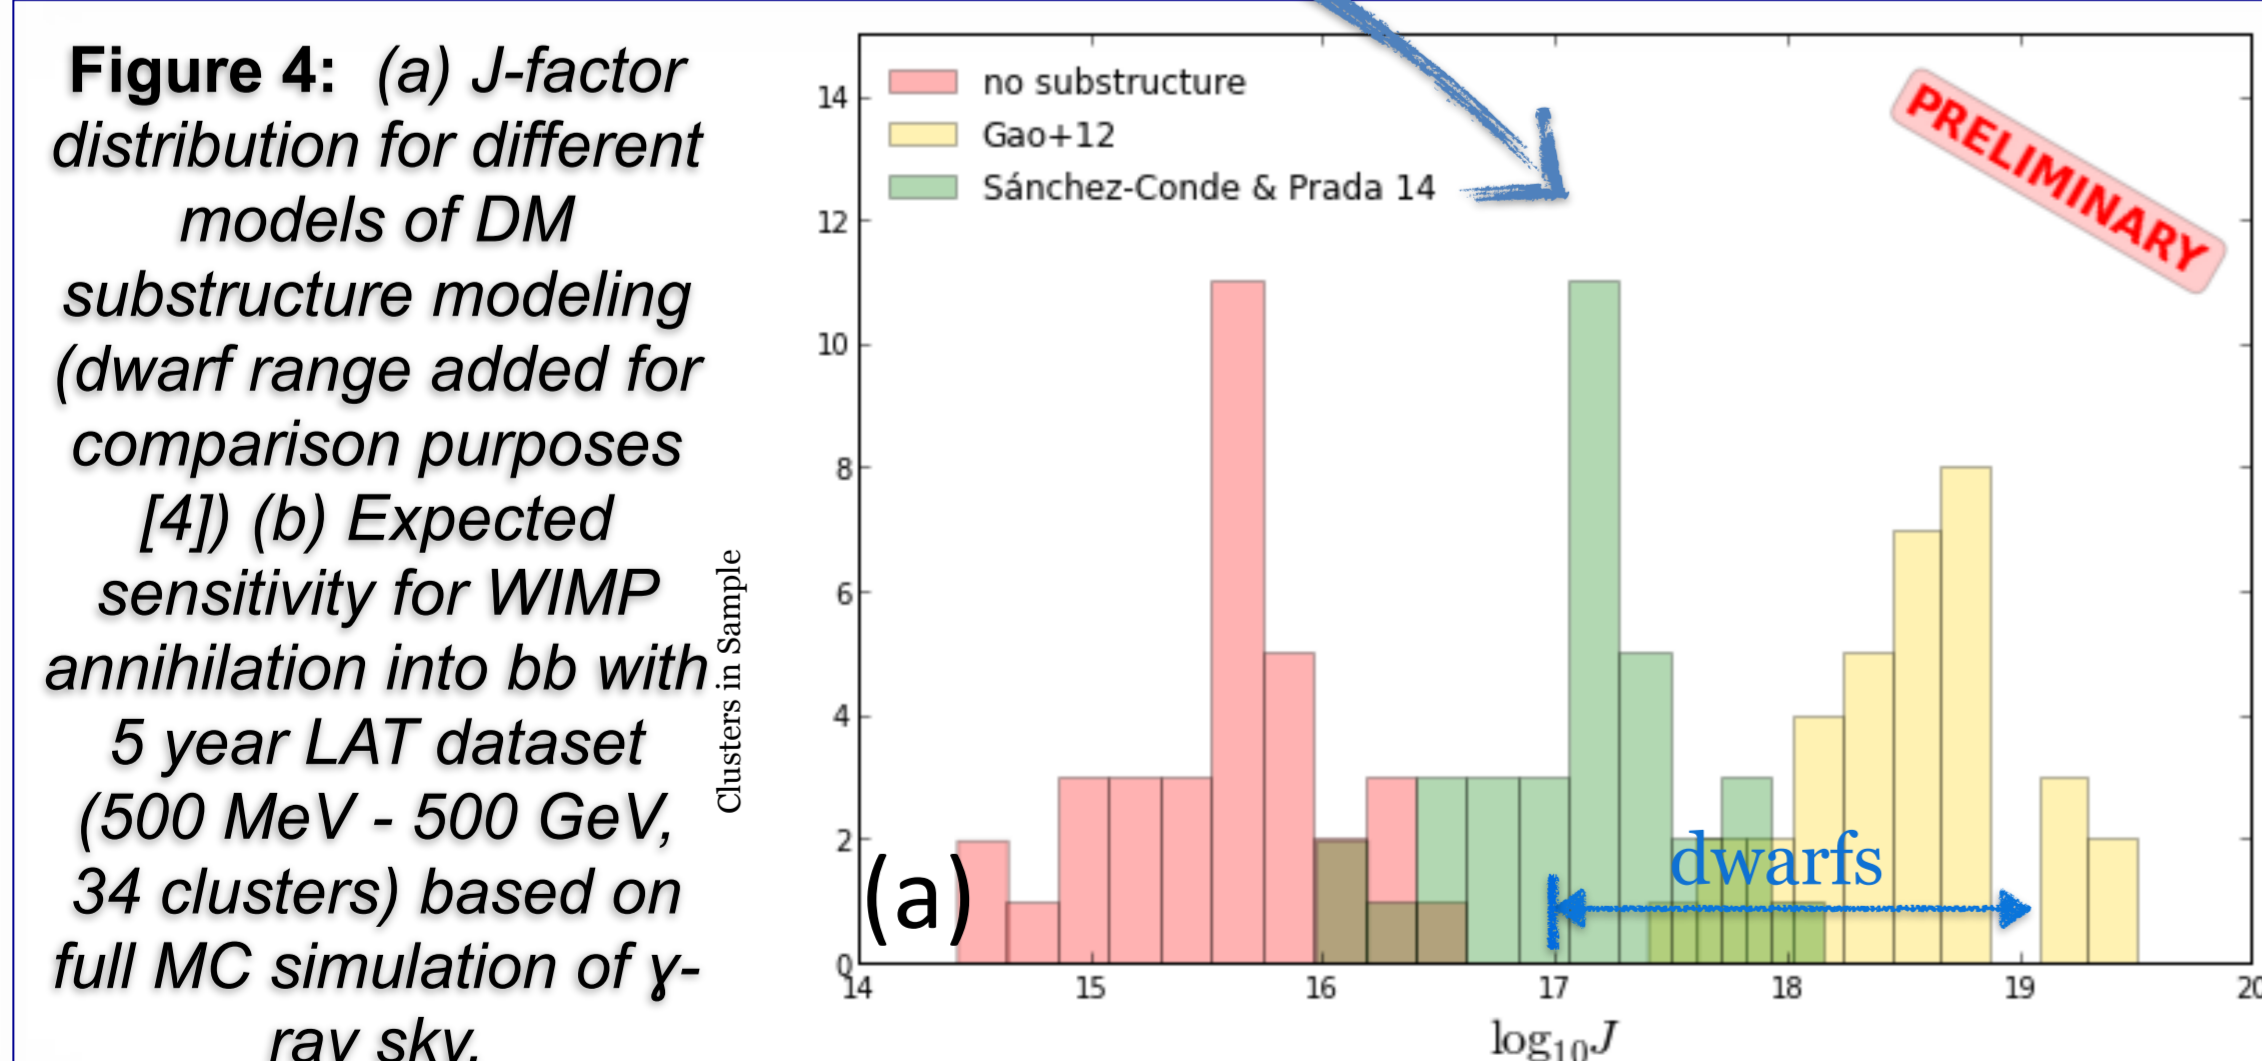 Figure 4: (a) J-factor
distribution for different
models of DM
substructure modeling
(dwarf range added for
comparison purposes
[4]) (b) Expected
sensitivity for WIMP
annihilation into bb with
5 year LAT dataset
(500 MeV - 500 GeV,
34 clusters) based on
full MC simulation of ɣ-
ray sky.
no substructure
Gao+12
Sánchez-Conde & Prada 14
PRELIMINARY
Clusters in Sample
14
12
10
8
6
4
2
0
(a)
dwarfs
14 15 16 17 18 19 20
log₁₀J